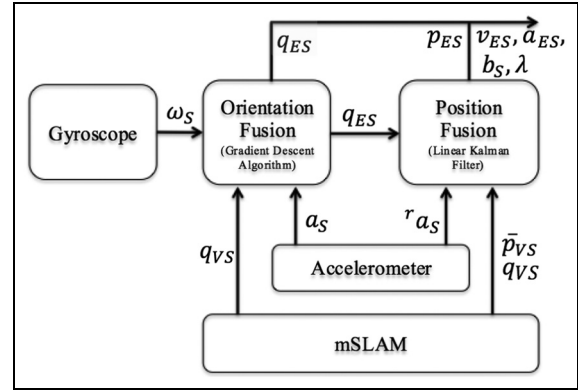 q_ES
p_ES
v_ES, a_ES,
b_S, λ
Gyroscope
ω_S
Orientation
Fusion
(Gradient Descent
Algorithm)
q_ES
Position
Fusion
(Linear Kalman
Filter)
q_VS
a_S
^r a_S
p̄_VS
q_VS
Accelerometer
mSLAM